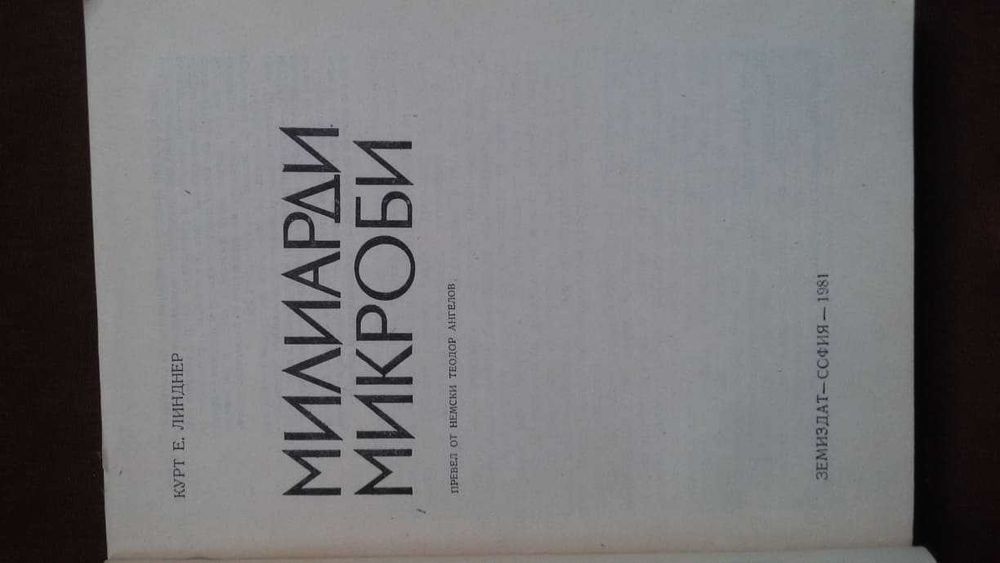 КУРТ Е. ЛИНДНЕР
МИЛИАРДИ
МИКРОБИ
ПРЕВЕЛ ОТ НЕМСКИ ТЕОДОР АНГЕЛОВ
ЗЕМИЗДАТ — СОФИЯ — 1981